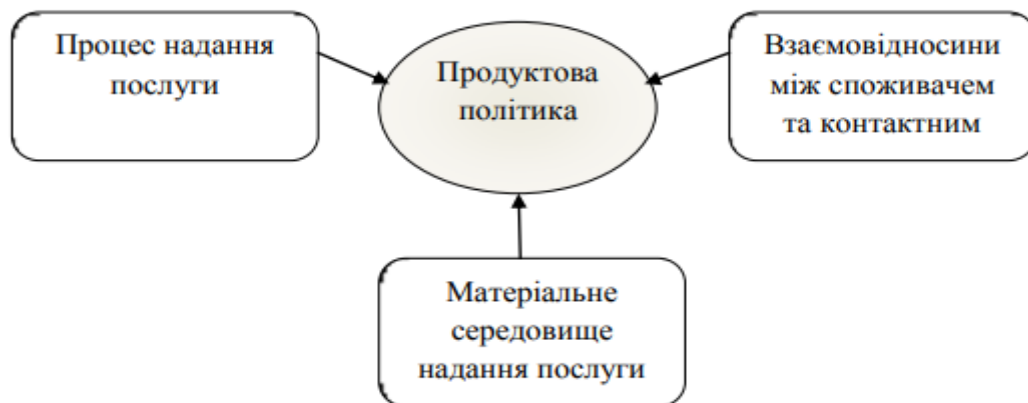 Процес надання
послуги
Продуктова
політика
Взаємовідносини
між споживачем
та контактним
Матеріальне
середовище
надання послуги